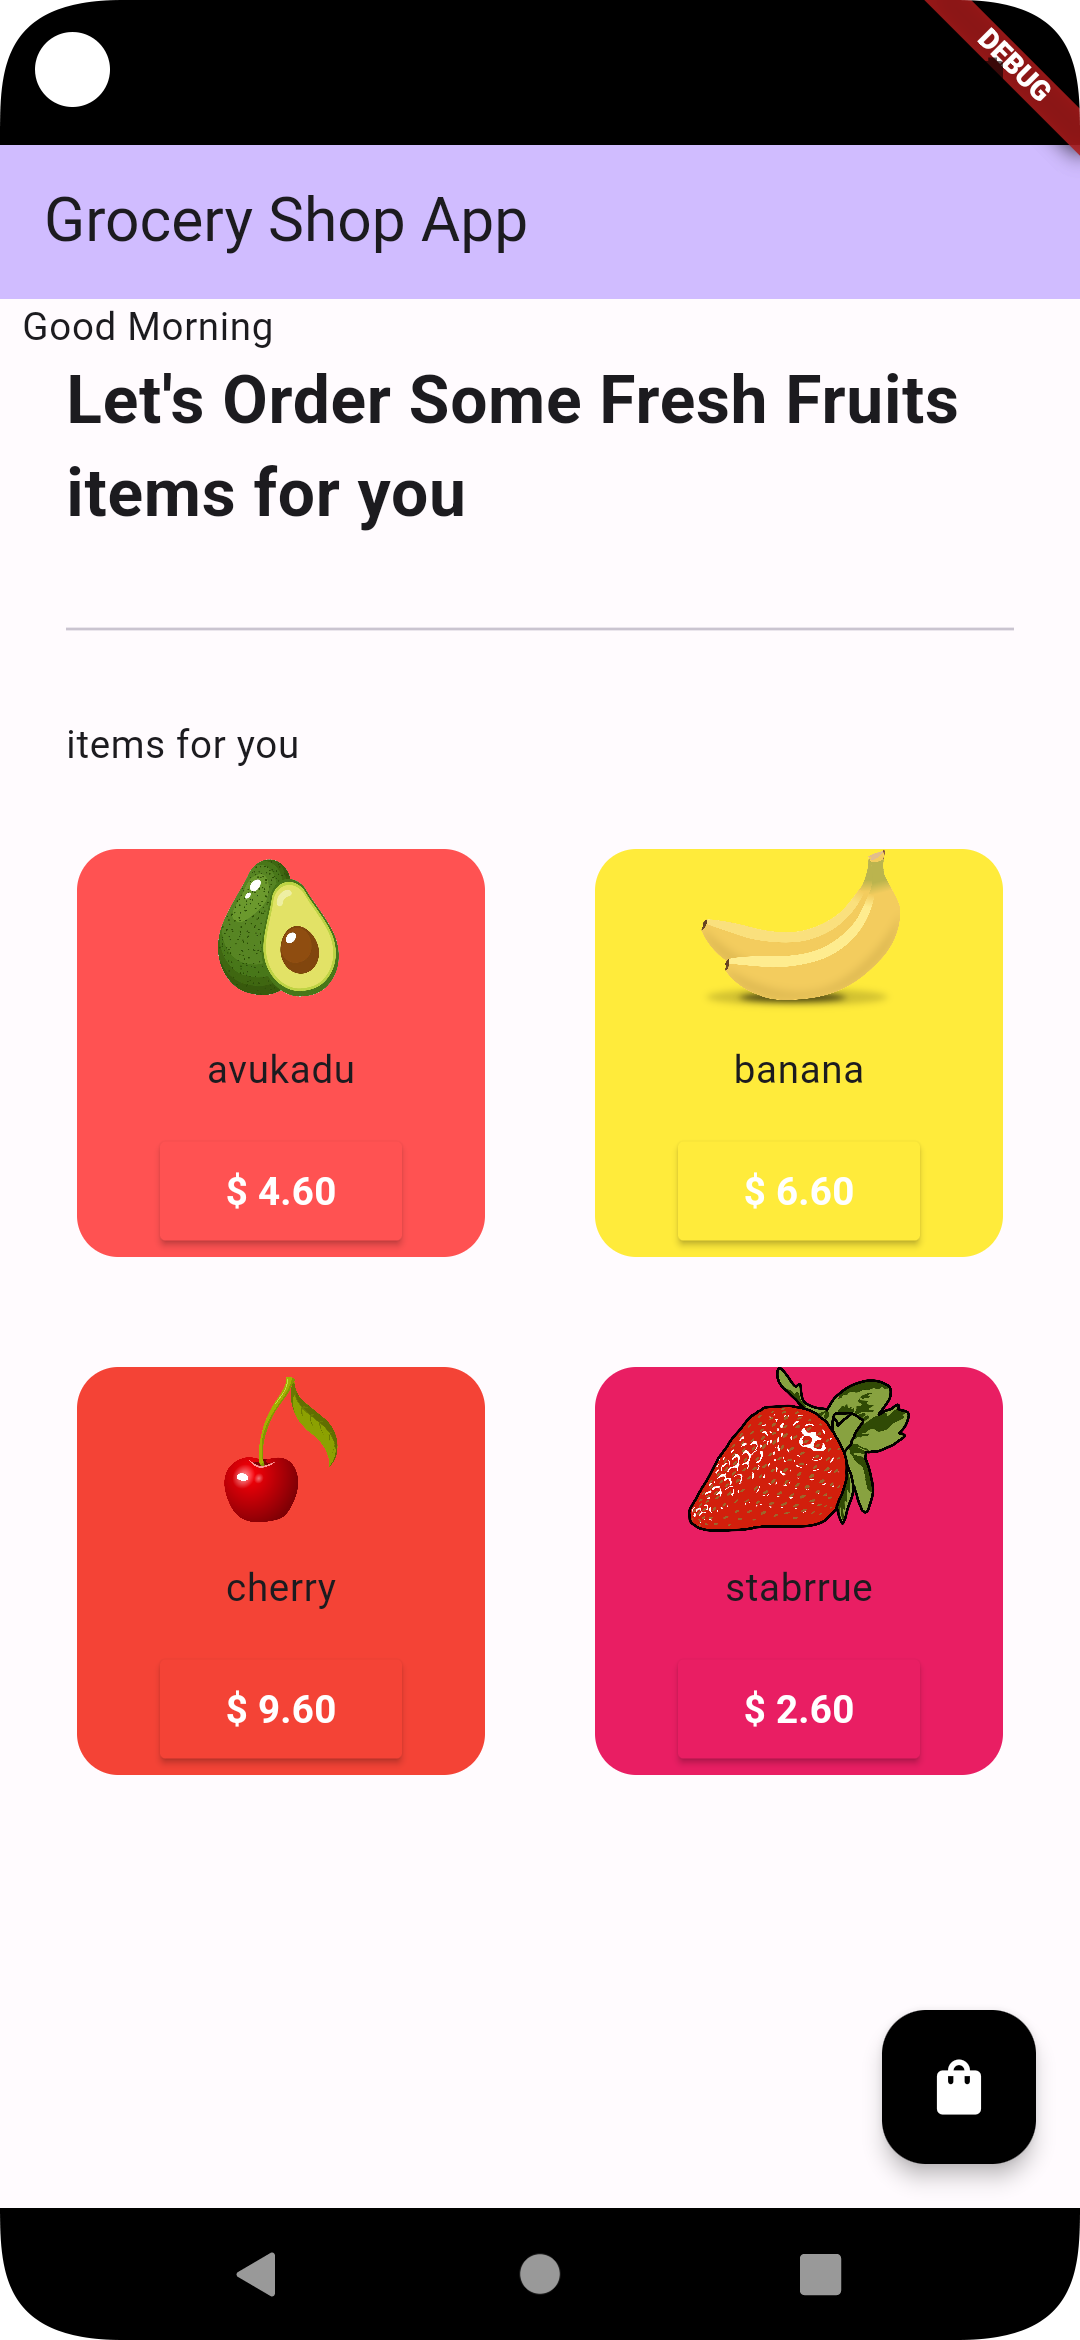 DEBUG
Grocery Shop App
Good Morning
Let's Order Some Fresh Fruits
items for you
items for you
avukadu
banana
$ 4.60
$ 6.60
cherry
stabrrue
$ 9.60
$ 2.60